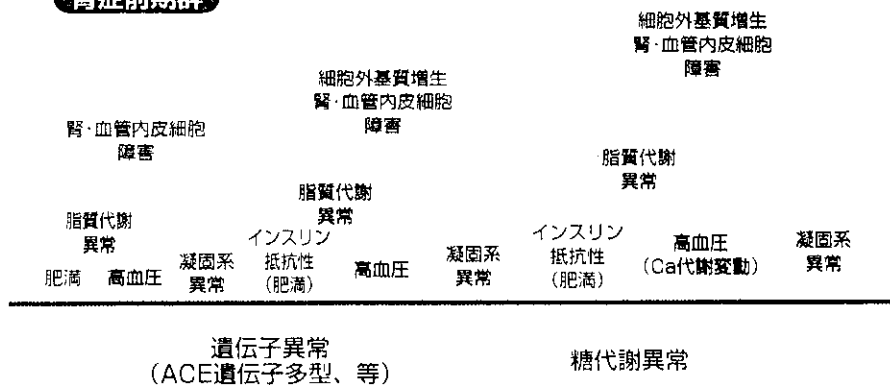 腎症前期群
細胞外基質増生
腎・血管内皮細胞
障害
細胞外基質増生
腎・血管内皮細胞
障害
腎・血管内皮細胞
障害
脂質代謝
異常
脂質代謝
異常
脂質代謝
異常
肥満
高血圧
凝固系
異常
インスリン
抵抗性
(肥満)
高血圧
凝固系
異常
インスリン
抵抗性
(肥満)
高血圧
(Ca代謝変動)
凝固系
異常
遺伝子異常
(ACE遺伝子多型、等)
糖代謝異常